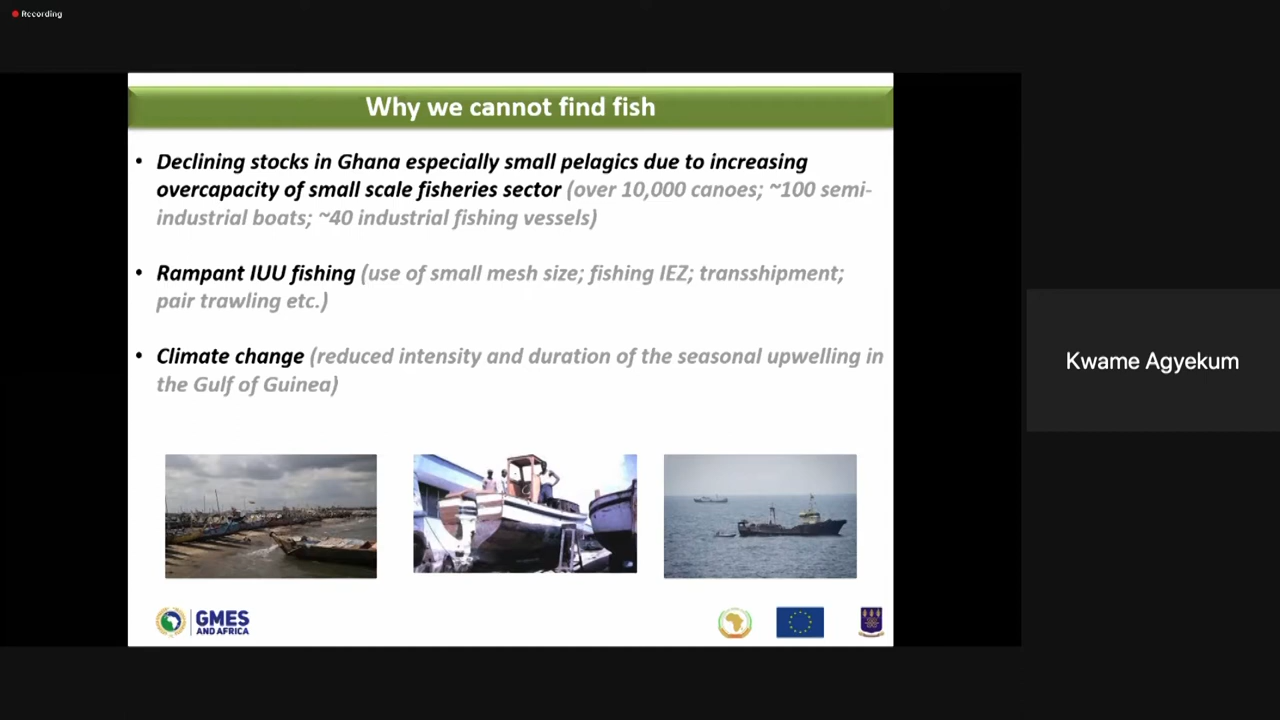 Recording
Why we cannot find fish
• Declining stocks in Ghana especially small pelagics due to increasing
overcapacity of small scale fisheries sector (over 10,000 canoes; ~100 semi-
industrial boats; ~40 industrial fishing vessels)
• Rampant IUU fishing (use of small mesh size; fishing IEZ; transshipment;
pair trawling etc.)
• Climate change (reduced intensity and duration of the seasonal upwelling in
the Gulf of Guinea)
Kwame Agyekum
GMES
AND AFRICA